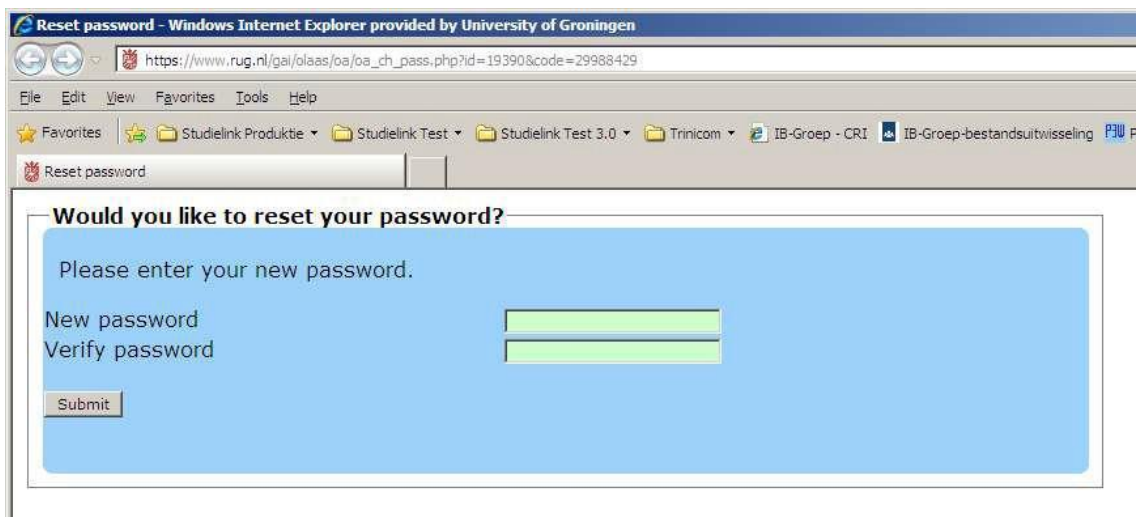 Reset password - Windows Internet Explorer provided by University of Groningen
https://www.rug.nl/gai/olaas/oa/oa_ch_pass.php?id=19390&code=29988429
File Edit View Favorites Tools Help
Favorites Studielink Produktie Studielink Test Studielink Test 3.0 Trinicom IB-Groep - CRI IB-Groep-bestandsuitwisseling P3W P
Reset password
Would you like to reset your password?
Please enter your new password.
New password
Verify password
Submit